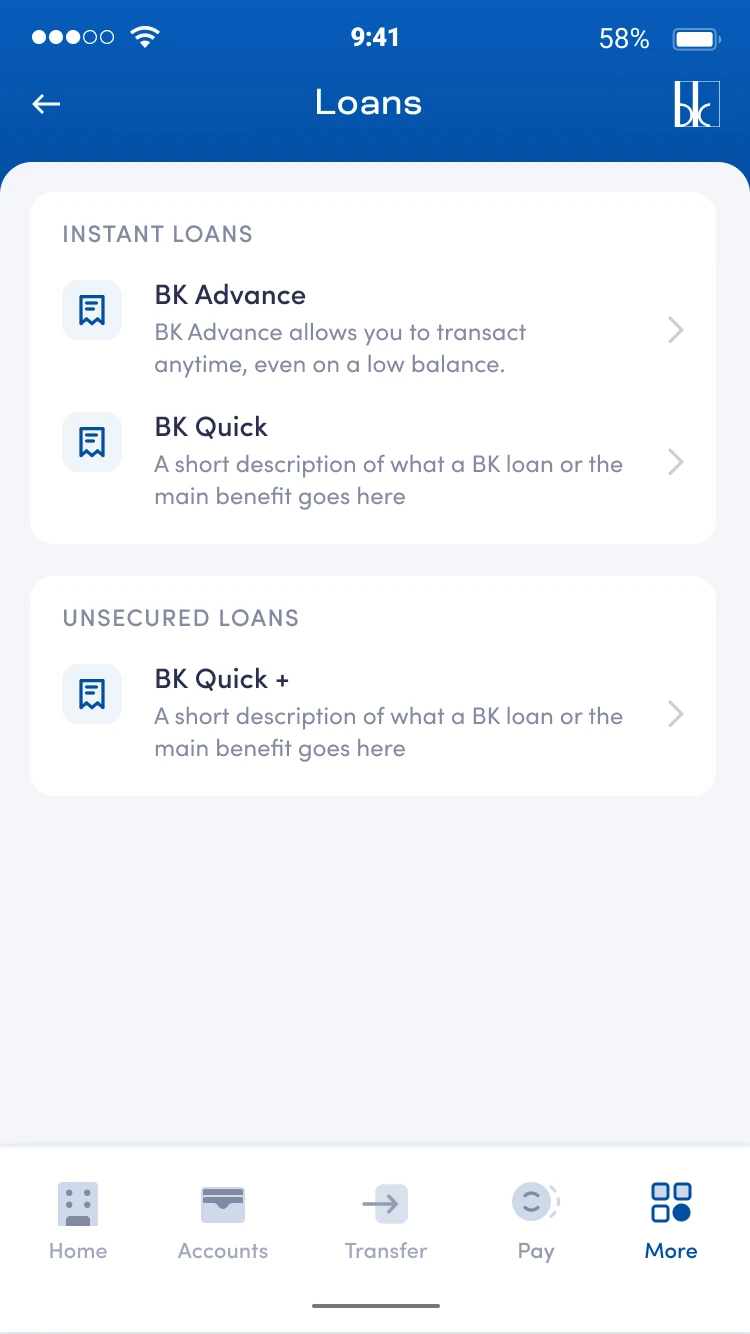 9:41
58%
Loans
bk
INSTANT LOANS
BK Advance
BK Advance allows you to transact
anytime, even on a low balance.
BK Quick
A short description of what a BK loan or the
main benefit goes here
UNSECURED LOANS
BK Quick +
A short description of what a BK loan or the
main benefit goes here
Home
Accounts
Transfer
Pay
More